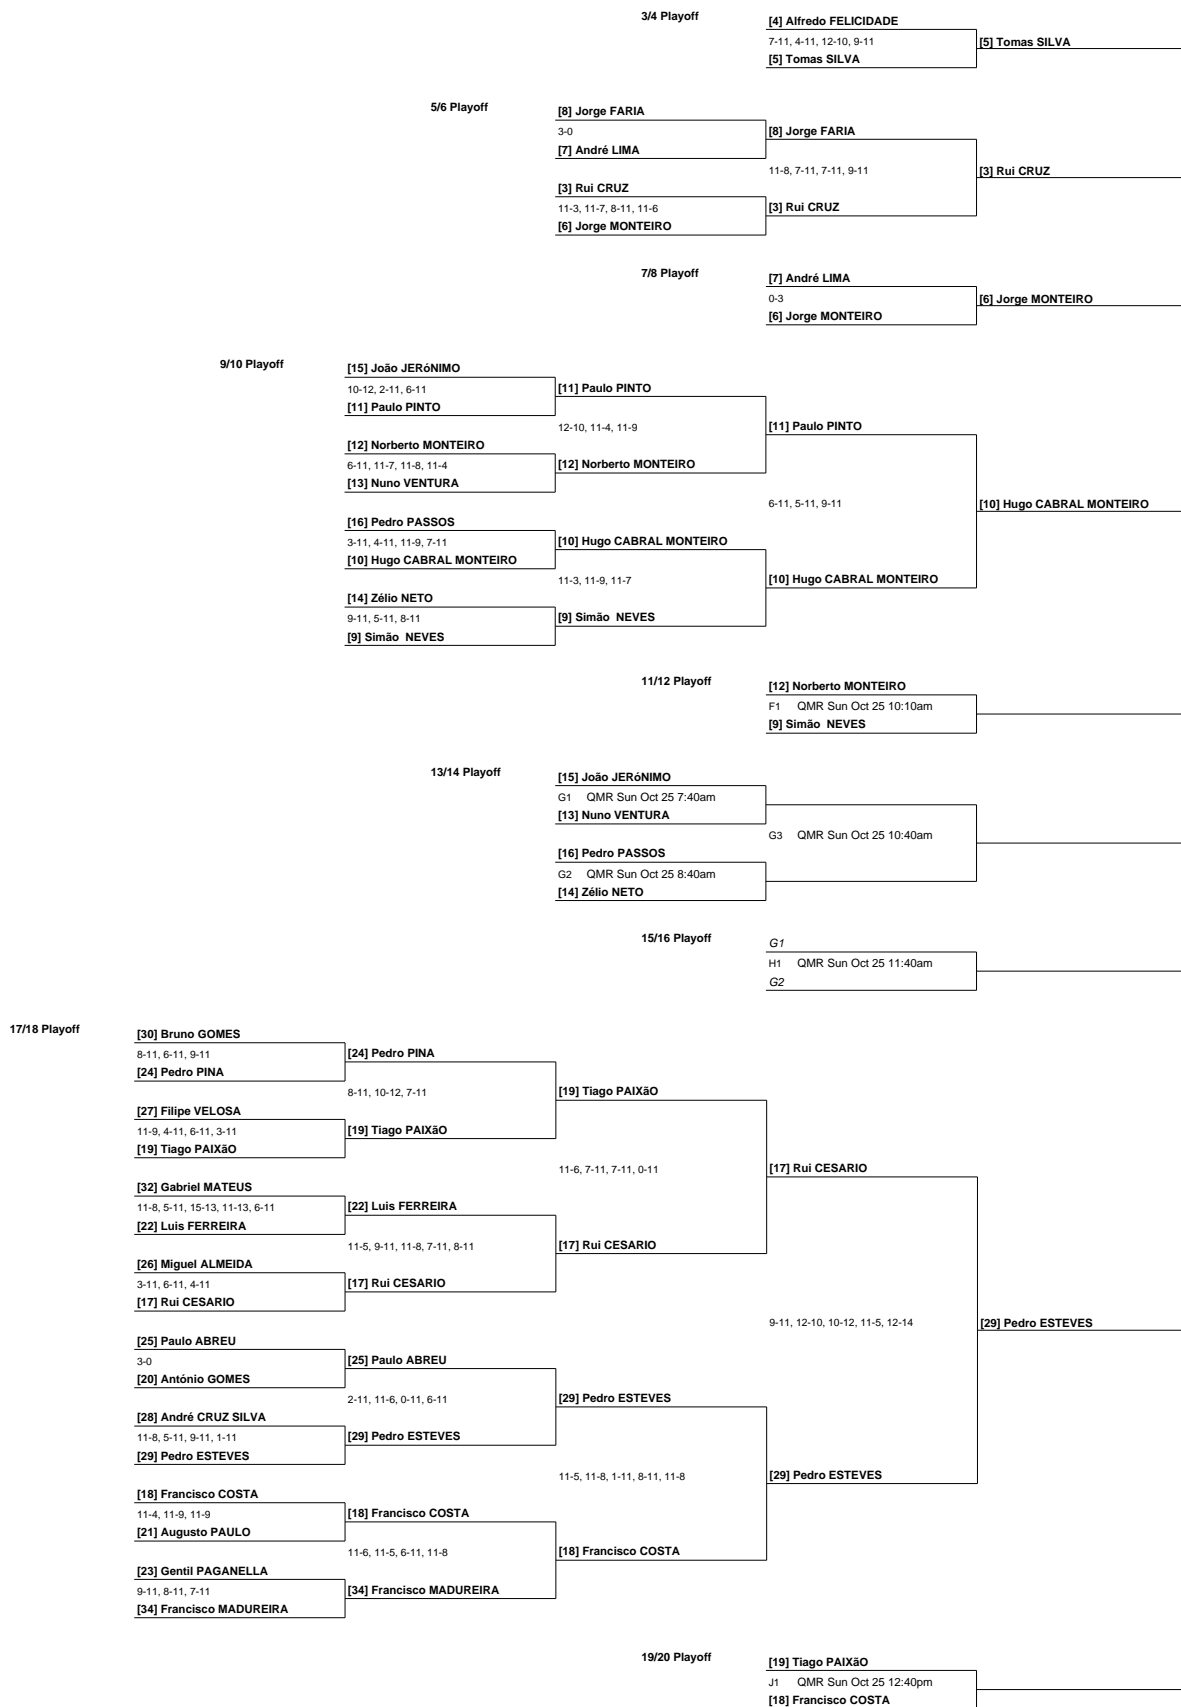 3/4 Playoff
[4] Alfredo FELICIDADE
7-11, 4-11, 12-10, 9-11
[5] Tomas SILVA
[5] Tomas SILVA
5/6 Playoff
[8] Jorge FARIA
3-0
[8] Jorge FARIA
[7] André LIMA
11-8, 7-11, 7-11, 9-11
[3] Rui CRUZ
[3] Rui CRUZ
11-3, 11-7, 8-11, 11-6
[3] Rui CRUZ
[6] Jorge MONTEIRO
7/8 Playoff
[7] André LIMA
0-3
[6] Jorge MONTEIRO
[6] Jorge MONTEIRO
9/10 Playoff
[15] João JERóNIMO
10-12, 2-11, 6-11
[11] Paulo PINTO
[11] Paulo PINTO
12-10, 11-4, 11-9
[11] Paulo PINTO
[12] Norberto MONTEIRO
6-11, 11-7, 11-8, 11-4
[12] Norberto MONTEIRO
[13] Nuno VENTURA
6-11, 5-11, 9-11
[10] Hugo CABRAL MONTEIRO
[16] Pedro PASSOS
3-11, 4-11, 11-9, 7-11
[10] Hugo CABRAL MONTEIRO
[10] Hugo CABRAL MONTEIRO
11-3, 11-9, 11-7
[10] Hugo CABRAL MONTEIRO
[14] Zélio NETO
9-11, 5-11, 8-11
[9] Simão  NEVES
[9] Simão  NEVES
11/12 Playoff
[12] Norberto MONTEIRO
F1 QMR Sun Oct 25 10:10am
[9] Simão  NEVES
13/14 Playoff
[15] João JERóNIMO
G1 QMR Sun Oct 25 7:40am
[13] Nuno VENTURA
G3 QMR Sun Oct 25 10:40am
[16] Pedro PASSOS
G2 QMR Sun Oct 25 8:40am
[14] Zélio NETO
15/16 Playoff
G1
H1 QMR Sun Oct 25 11:40am
G2
17/18 Playoff
[30] Bruno GOMES
8-11, 6-11, 9-11
[24] Pedro PINA
[24] Pedro PINA
8-11, 10-12, 7-11
[19] Tiago PAIXãO
[27] Filipe VELOSA
11-9, 4-11, 6-11, 3-11
[19] Tiago PAIXãO
[19] Tiago PAIXãO
11-6, 7-11, 7-11, 0-11
[17] Rui CESARIO
[32] Gabriel MATEUS
11-8, 5-11, 15-13, 11-13, 6-11
[22] Luis FERREIRA
[22] Luis FERREIRA
11-5, 9-11, 11-8, 7-11, 8-11
[17] Rui CESARIO
[26] Miguel ALMEIDA
3-11, 6-11, 4-11
[17] Rui CESARIO
[17] Rui CESARIO
9-11, 12-10, 10-12, 11-5, 12-14
[29] Pedro ESTEVES
[25] Paulo ABREU
3-0
[25] Paulo ABREU
[20] António GOMES
2-11, 11-6, 0-11, 6-11
[29] Pedro ESTEVES
[28] André CRUZ SILVA
11-8, 5-11, 9-11, 1-11
[29] Pedro ESTEVES
[29] Pedro ESTEVES
11-5, 11-8, 1-11, 8-11, 11-8
[29] Pedro ESTEVES
[18] Francisco COSTA
11-4, 11-9, 11-9
[18] Francisco COSTA
[21] Augusto PAULO
11-6, 11-5, 6-11, 11-8
[18] Francisco COSTA
[23] Gentil PAGANELLA
9-11, 8-11, 7-11
[34] Francisco MADUREIRA
[34] Francisco MADUREIRA
19/20 Playoff
[19] Tiago PAIXãO
J1 QMR Sun Oct 25 12:40pm
[18] Francisco COSTA